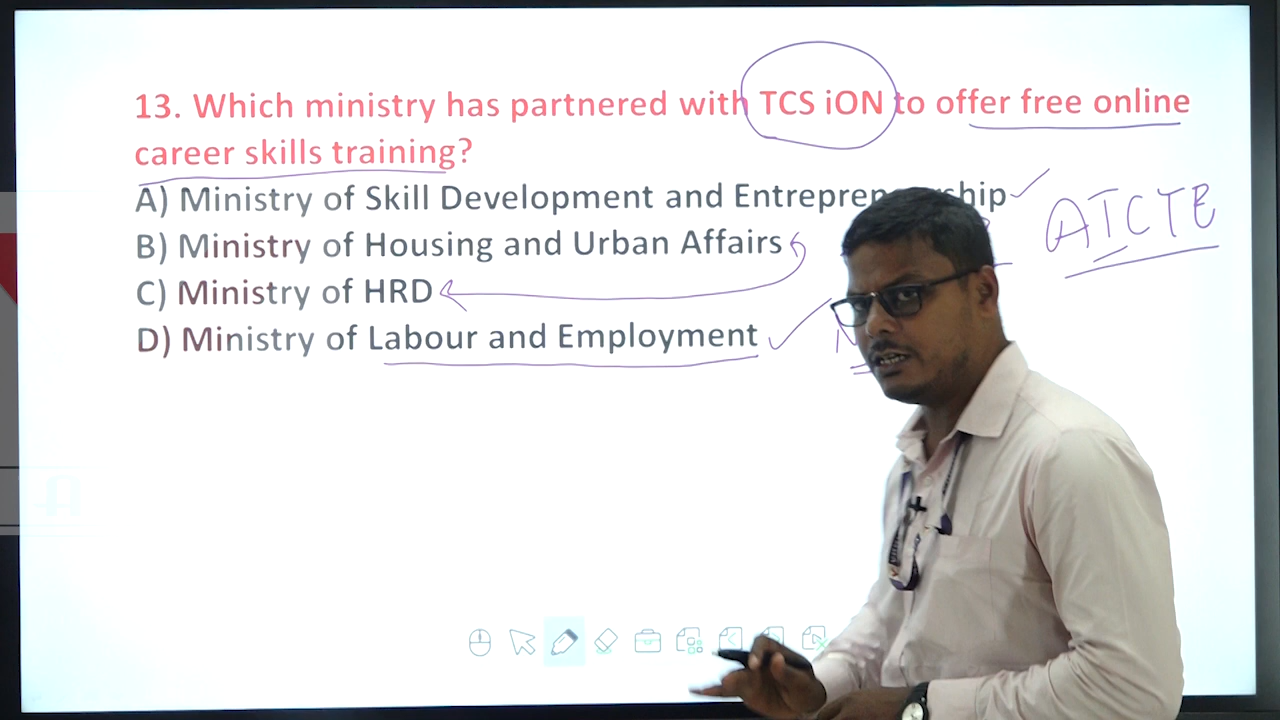 13. Which ministry has partnered with TCS iON to offer free online
career skills training?
A) Ministry of Skill Development and Entrepreneurship
AICTE
B) Ministry of Housing and Urban Affairs
C) Ministry of HRD
D) Ministry of Labour and Employment